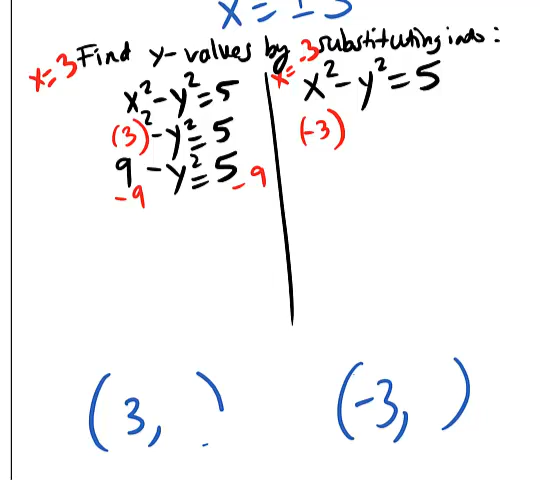 x = ± 3
Find y-values by substituting into:
x=3
x² - y² = 5
(3)² - y² = 5
9 - y² = 5
-9 -9
x=-3
x² - y² = 5
(-3)
(3, )
(-3, )